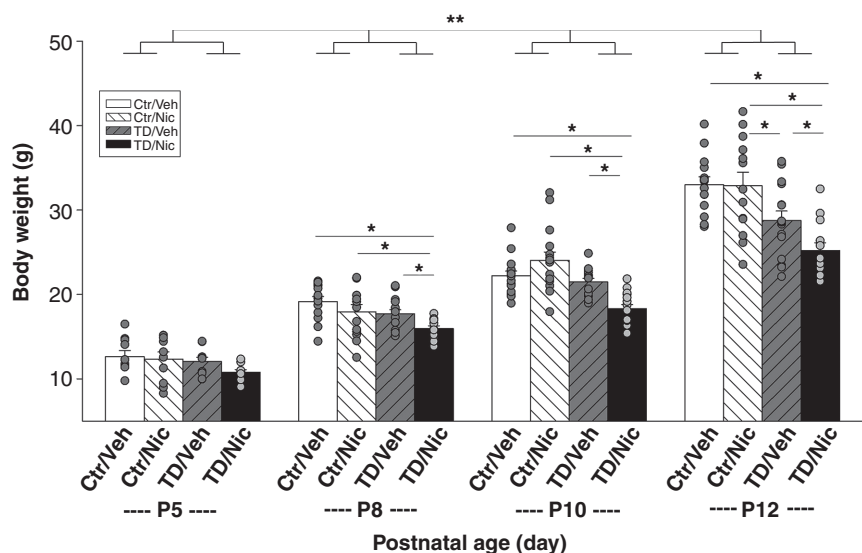 **
50
40
30
20
10
Body weight (g)
Ctr/Veh
Ctr/Nic
TD/Veh
TD/Nic
*
*
*
*
*
*
*
*
*
*
Ctr/Veh Ctr/Nic TD/Veh TD/Nic Ctr/Veh Ctr/Nic TD/Veh TD/Nic Ctr/Veh Ctr/Nic TD/Veh TD/Nic Ctr/Veh Ctr/Nic TD/Veh TD/Nic
---- P5 ---- ---- P8 ---- ---- P10 ---- ---- P12 ----
Postnatal age (day)